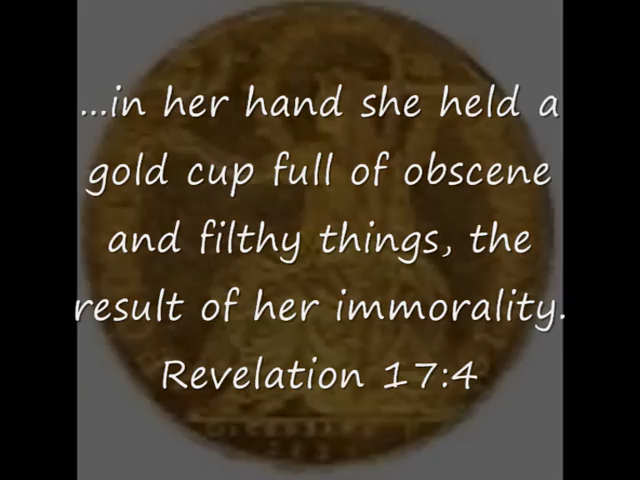 ...in her hand she held a
gold cup full of obscene
and filthy things, the
result of her immorality.
Revelation 17:4